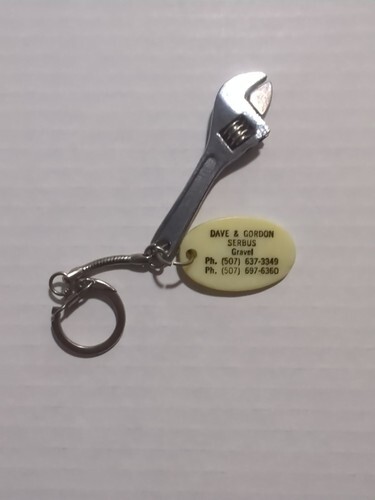 DAVE & GORDON
SERBUS
Gravel
Ph. (507) 637-3349
Ph. (507) 697-6360